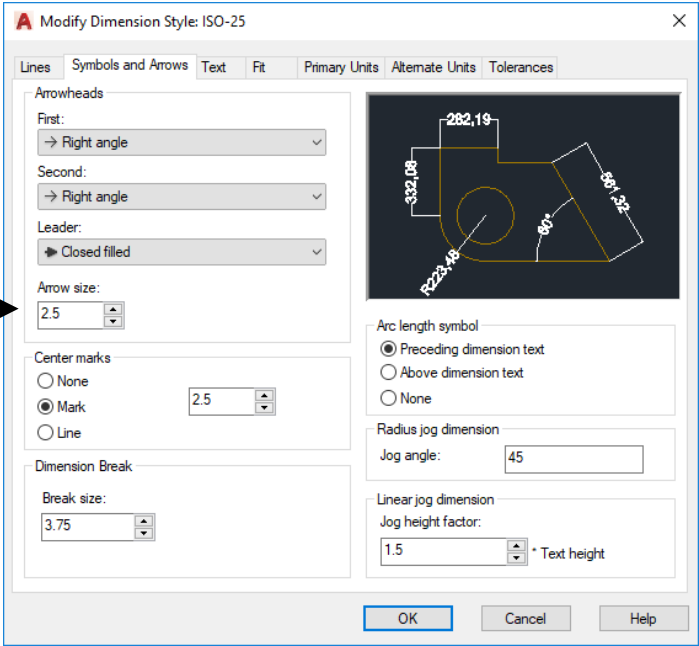 Modify Dimension Style: ISO-25
Lines Symbols and Arrows Text Fit Primary Units Alternate Units Tolerances
Arrowheads
First:
Right angle
Second:
Right angle
Leader:
Closed filled
Arrow size:
2.5
Center marks
None
Mark
2.5
Line
Dimension Break
Break size:
3.75
282,19
332,08
561,32
60°
R223,48
Arc length symbol
Preceding dimension text
Above dimension text
None
Radius jog dimension
Jog angle: 45
Linear jog dimension
Jog height factor:
1.5 * Text height
OK Cancel Help